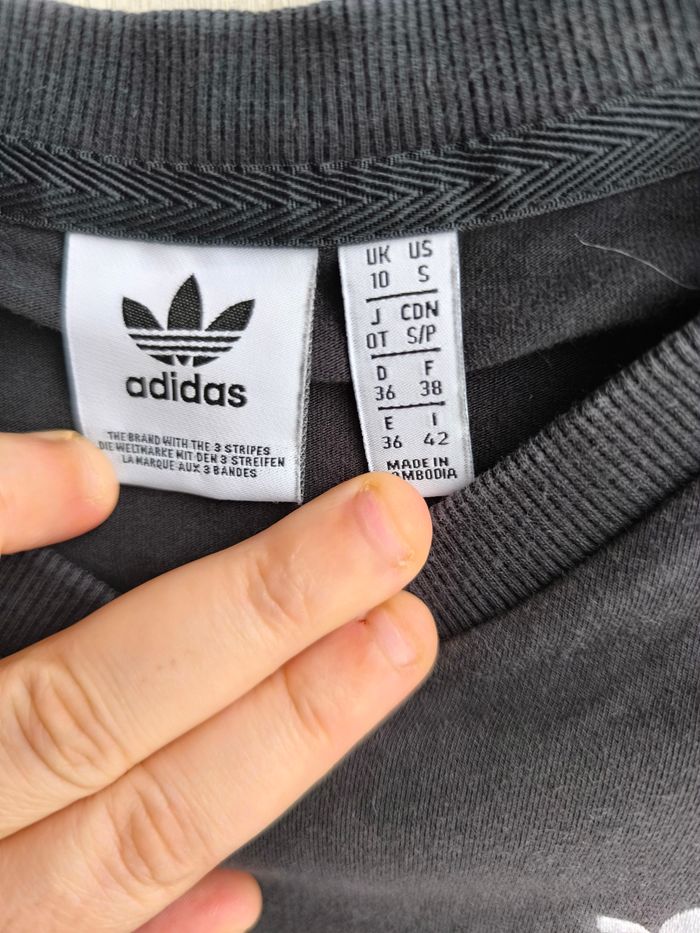 adidas
THE BRAND WITH THE 3 STRIPES
DIE WELTMARKE MIT DEN 3 STREIFEN
LA MARQUE AUX 3 BANDES
UK US
10 S
J CDN
OT S/P
D F
36 38
E I
36 42
MADE IN
MBODIA